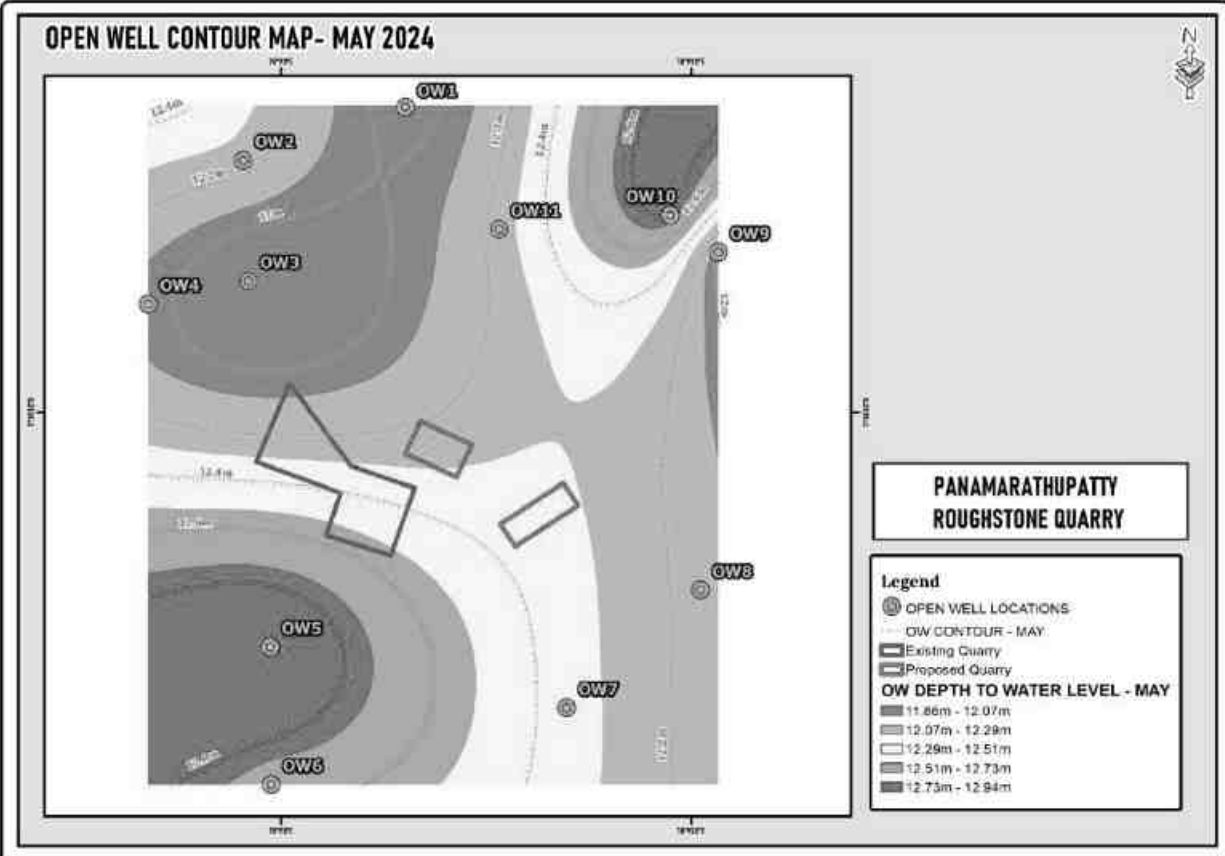 OPEN WELL CONTOUR MAP- MAY 2024
N
OW1
OW2
OW10
OW11
OW9
OW3
OW4
12.4m
OW8
OW5
OW7
OW6
PANAMARATHUPATTY
ROUGHSTONE QUARRY
Legend
OPEN WELL LOCATIONS
OW CONTOUR - MAY
Existing Quarry
Proposed Quarry
OW DEPTH TO WATER LEVEL - MAY
11.86m - 12.07m
12.07m - 12.29m
12.29m - 12.51m
12.51m - 12.73m
12.73m - 12.94m